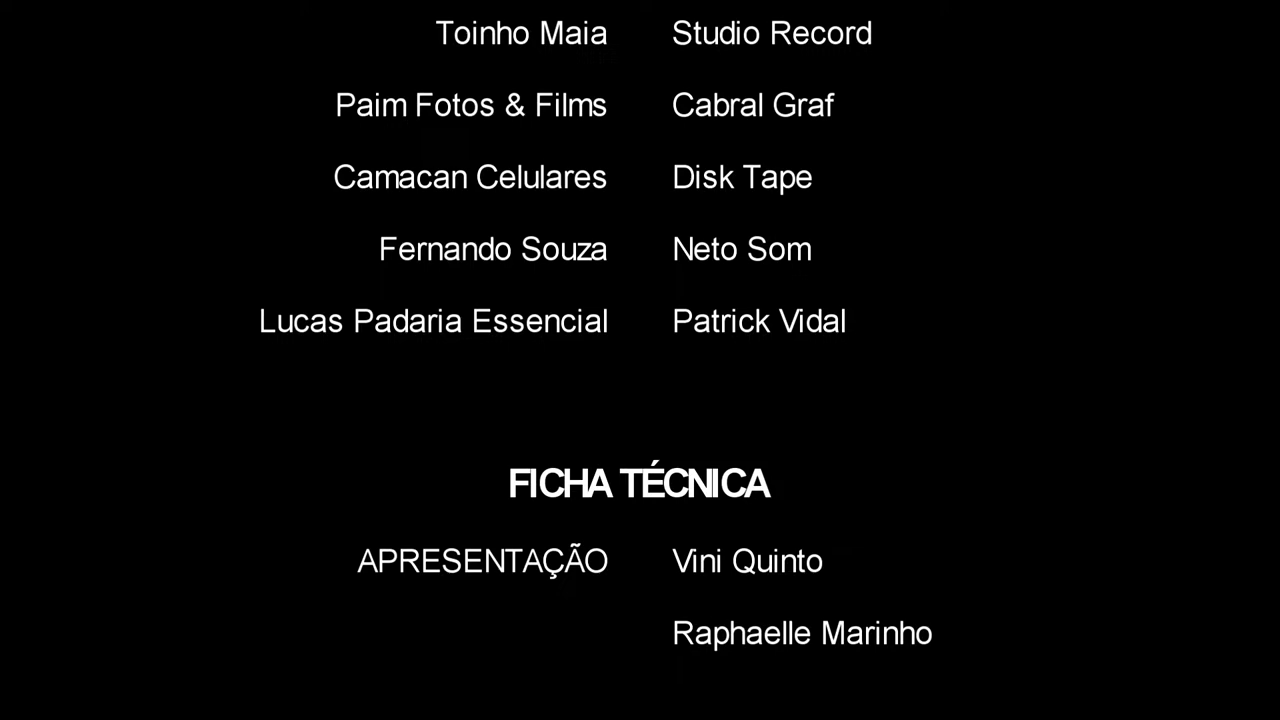 Toinho Maia Studio Record
Paim Fotos & Films Cabral Graf
Camacan Celulares Disk Tape
Fernando Souza Neto Som
Lucas Padaria Essencial Patrick Vidal
FICHA TÉCNICA
APRESENTAÇÃO Vini Quinto
Raphaelle Marinho